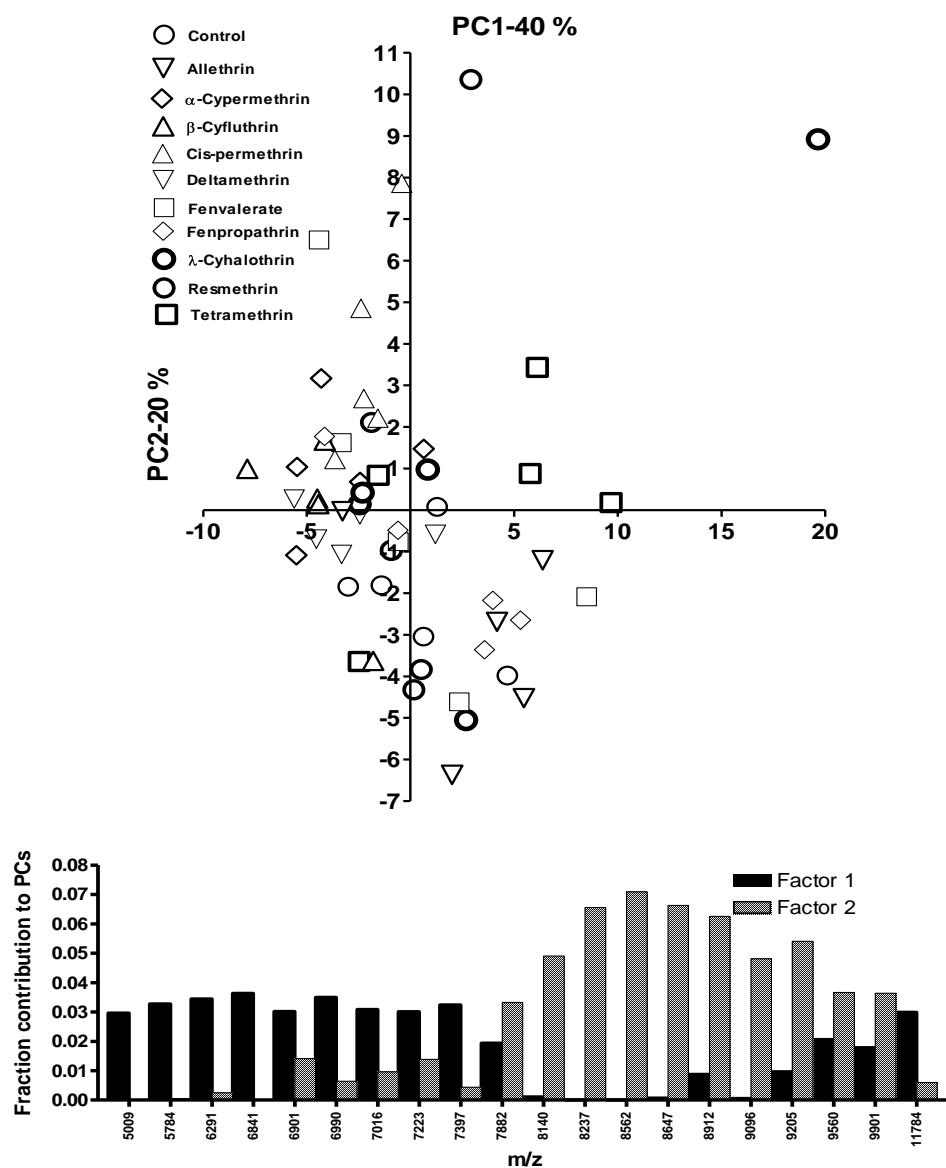 PC1-40 %
Control
Allethrin
α-Cypermethrin
β-Cyfluthrin
Cis-permethrin
Deltamethrin
Fenvalerate
Fenpropathrin
λ-Cyhalothrin
Resmethrin
Tetramethrin
PC2-20 %
11
10
9
8
7
6
5
4
3
2
1
-10 -5 5 10 15 20
-1
-2
-3
-4
-5
-6
-7
Fraction contribution to PCs
0.08
0.07
0.06
0.05
0.04
0.03
0.02
0.01
0.00
Factor 1
Factor 2
5009 5784 6291 6841 6901 6990 7016 72223 7397 7882 8140 82237 8562 8647 8912 9096 9205 9560 9901 11784
m/z